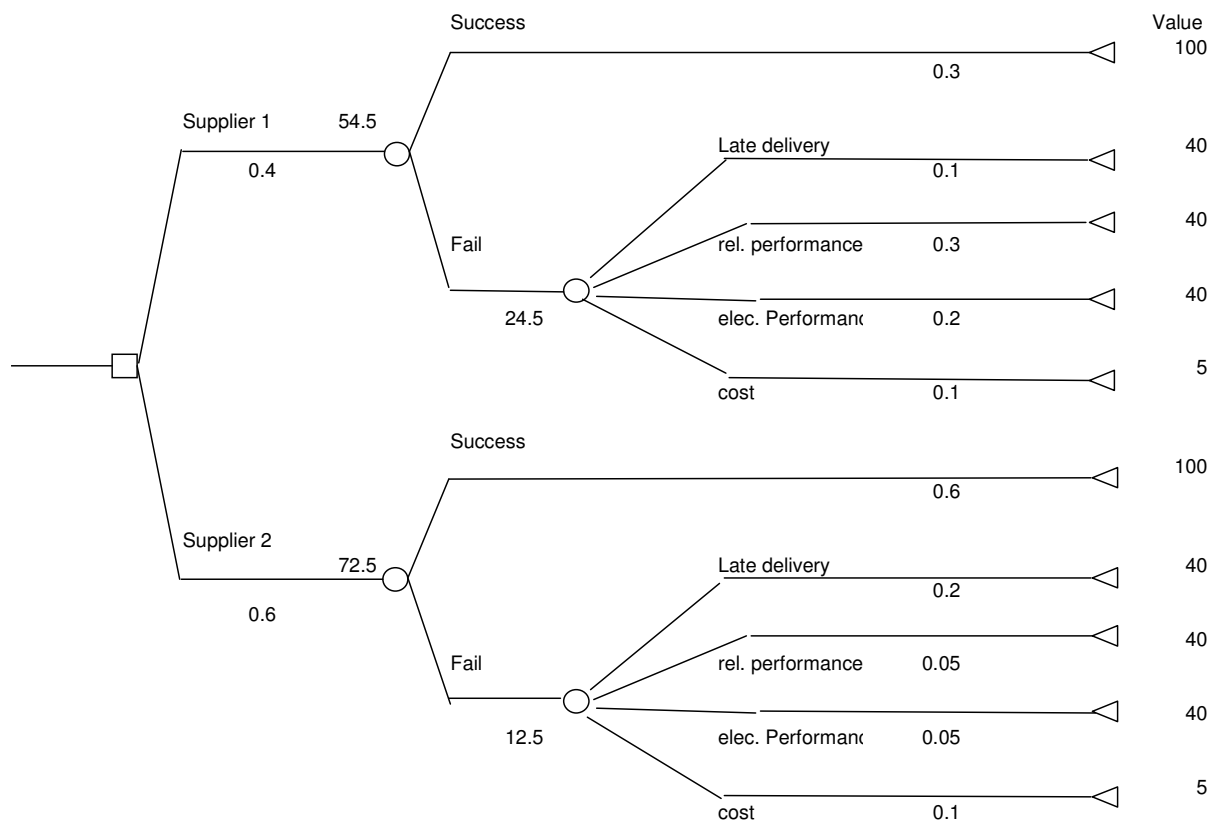 Success
Value
100
0.3
Supplier 1
54.5
0.4
Late delivery
40
0.1
Fail
rel. performance
40
0.3
24.5
elec. Performanc
40
0.2
cost
5
0.1
Success
100
0.6
Supplier 2
72.5
0.6
Late delivery
40
0.2
Fail
rel. performance
40
0.05
12.5
elec. Performanc
40
0.05
cost
5
0.1